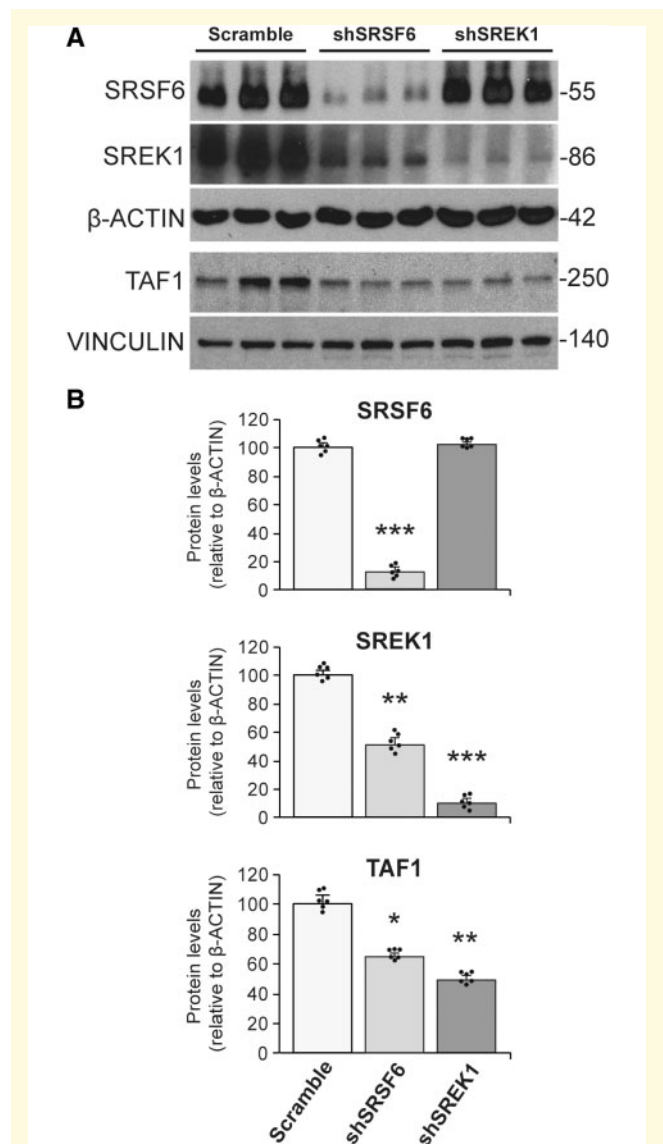 A
Scramble shSRSF6 shSREK1
SRSF6 -55
SREK1 -86
β-ACTIN -42
TAF1 -250
VINCULIN -140
B
SRSF6
Protein levels
(relative to β-ACTIN)
120
100
80
60
40
20
0
***
SREK1
Protein levels
(relative to β-ACTIN)
120
100
80
60
40
20
0
**
***
TAF1
Protein levels
(relative to β-ACTIN)
120
100
80
60
40
20
0
*
**
Scramble
shSRSF6
shSREK1